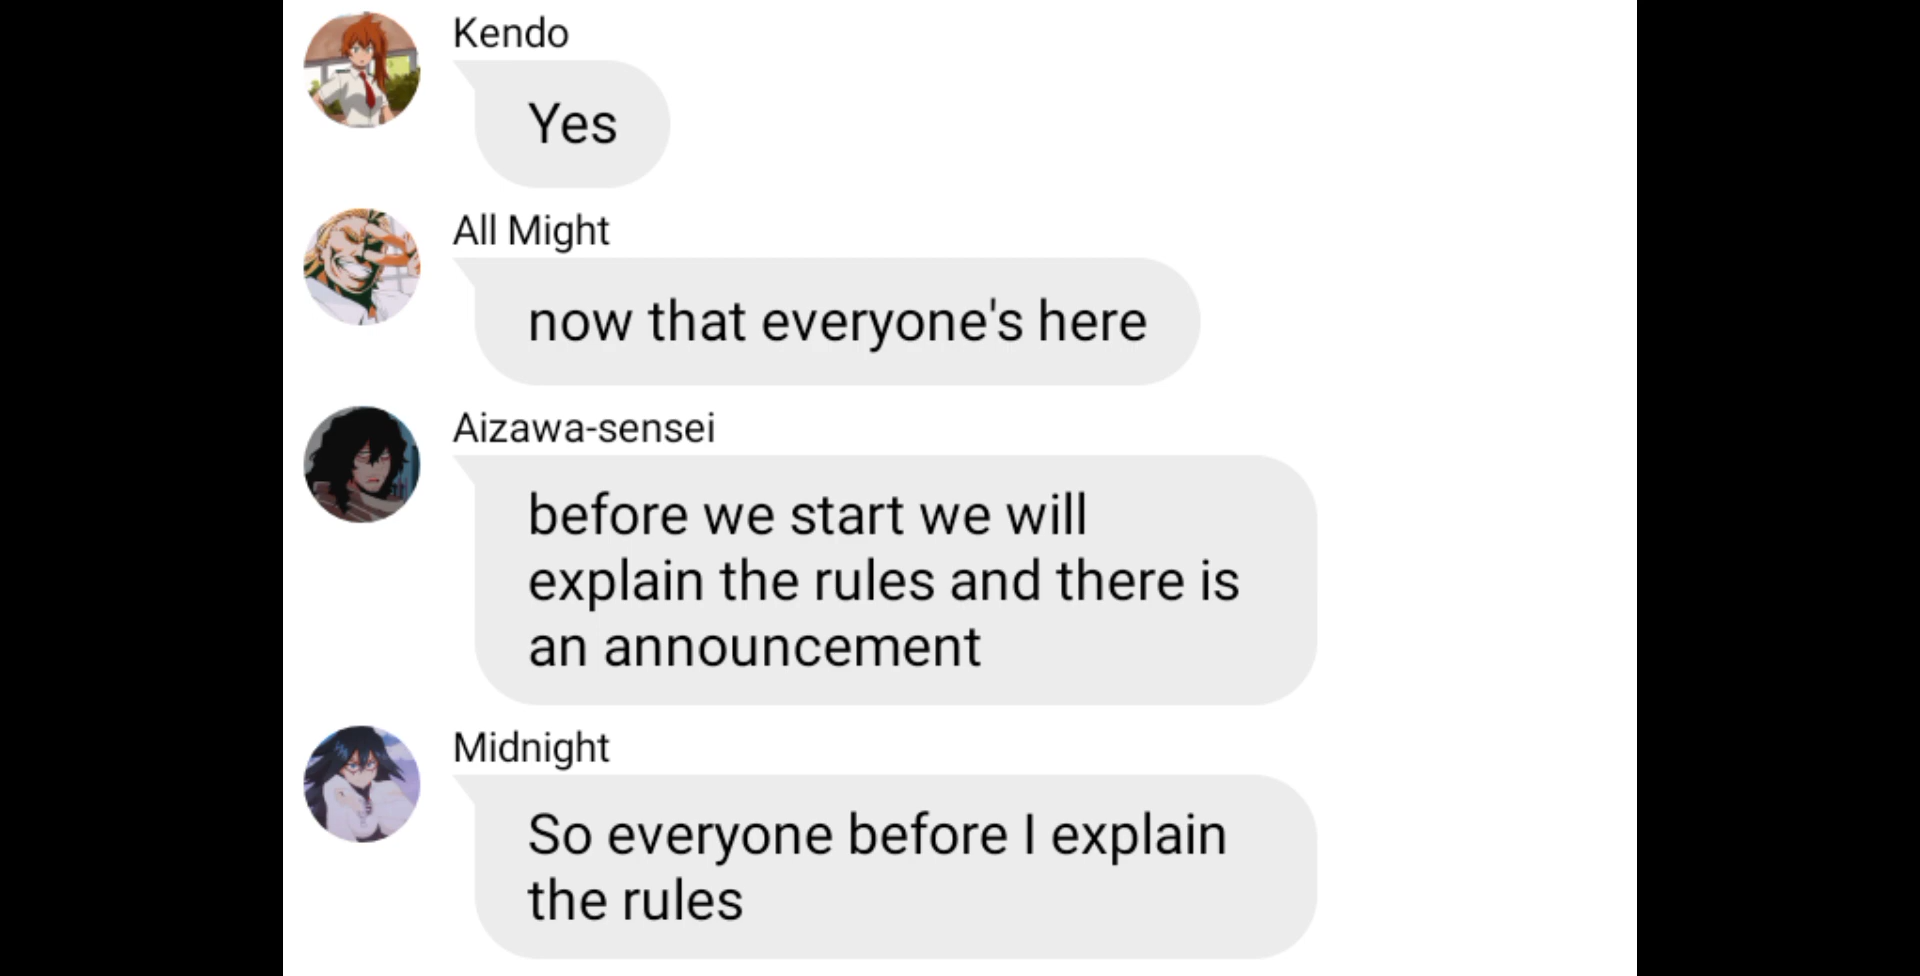 Kendo
Yes
All Might
now that everyone's here
Aizawa-sensei
before we start we will
explain the rules and there is
an announcement
Midnight
So everyone before I explain
the rules